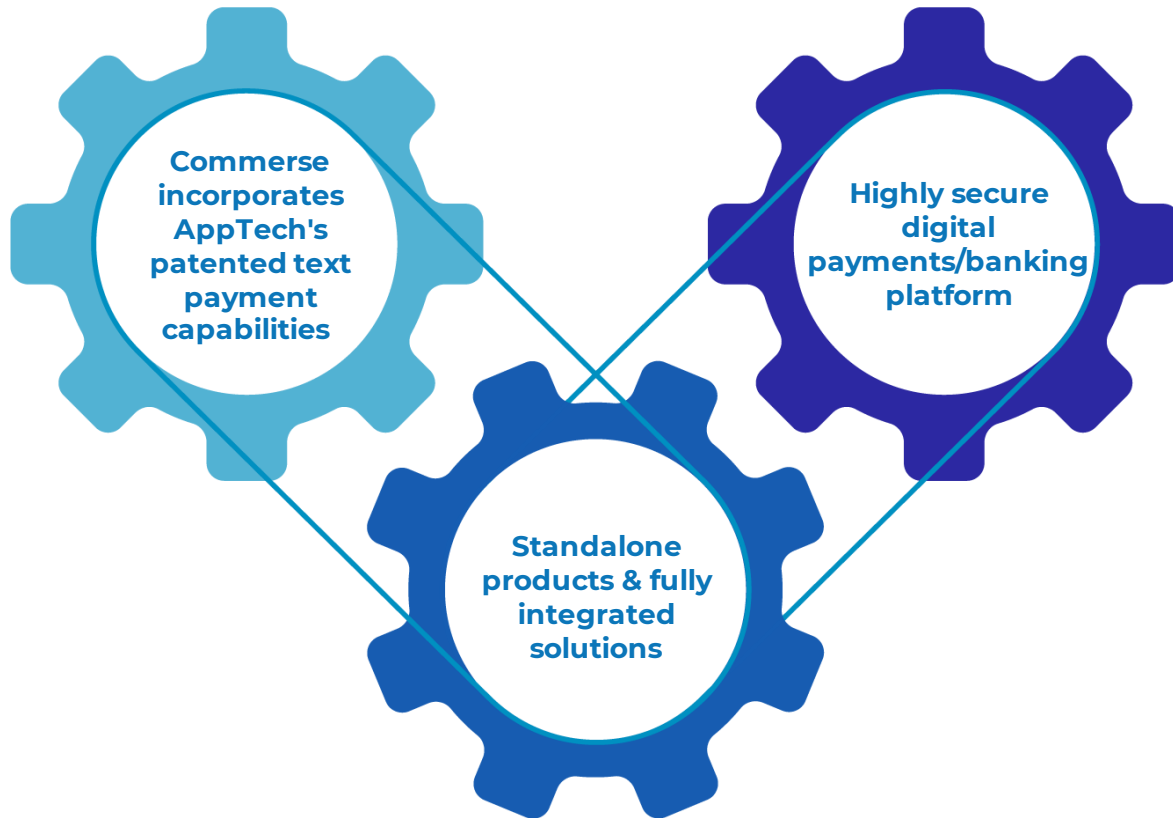 Commerse
incorporates
AppTech's
patented text
payment
capabilities
Highly secure
digital
payments/banking
platform
Standalone
products & fully
integrated
solutions